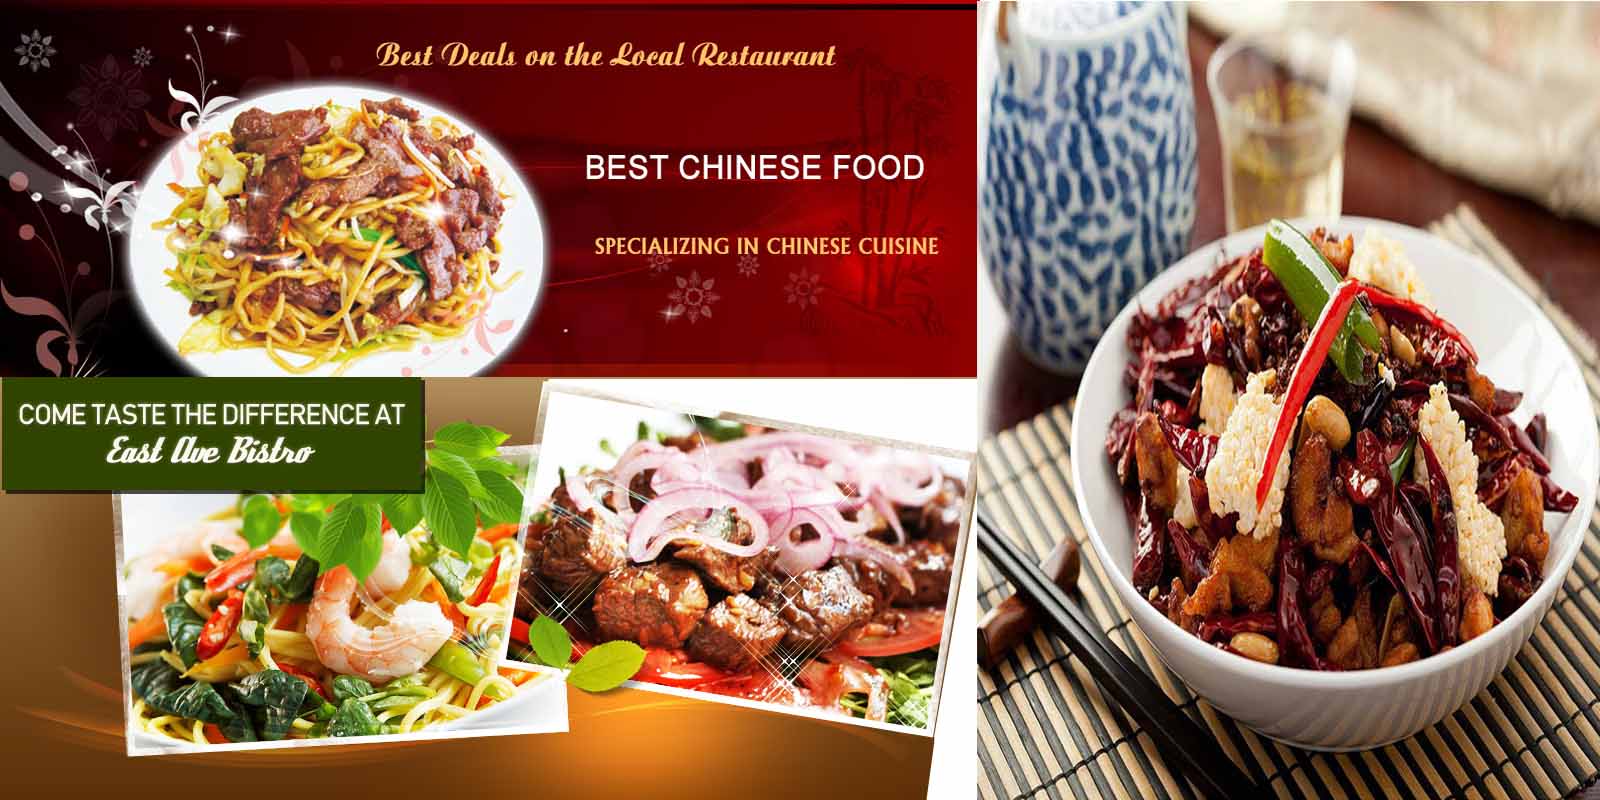 Best Deals on the Local Restaurant
BEST CHINESE FOOD
SPECIALIZING IN CHINESE CUISINE
COME TASTE THE DIFFERENCE AT
East Ave Bistro